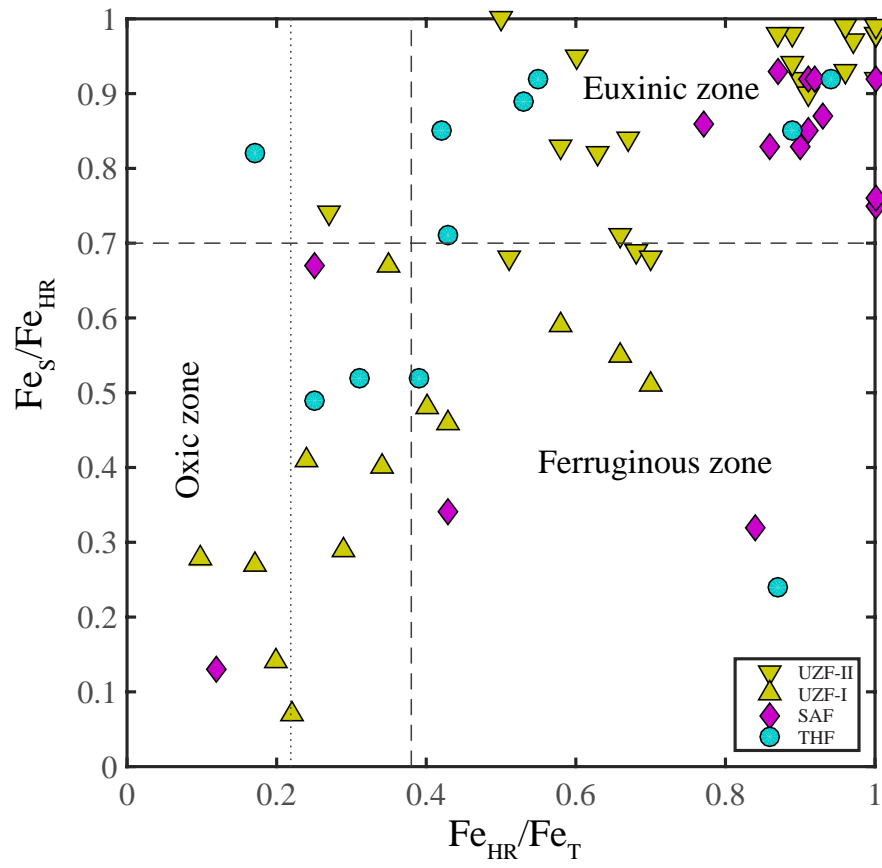 1
0.9
0.8
0.7
0.6
0.5
0.4
0.3
0.2
0.1
0
Fe_S/Fe_HR
Euxinic zone
Oxic zone
Ferruginous zone
UZF-II
UZF-I
SAF
THF
0 0.2 0.4 0.6 0.8 1
Fe_HR/Fe_T